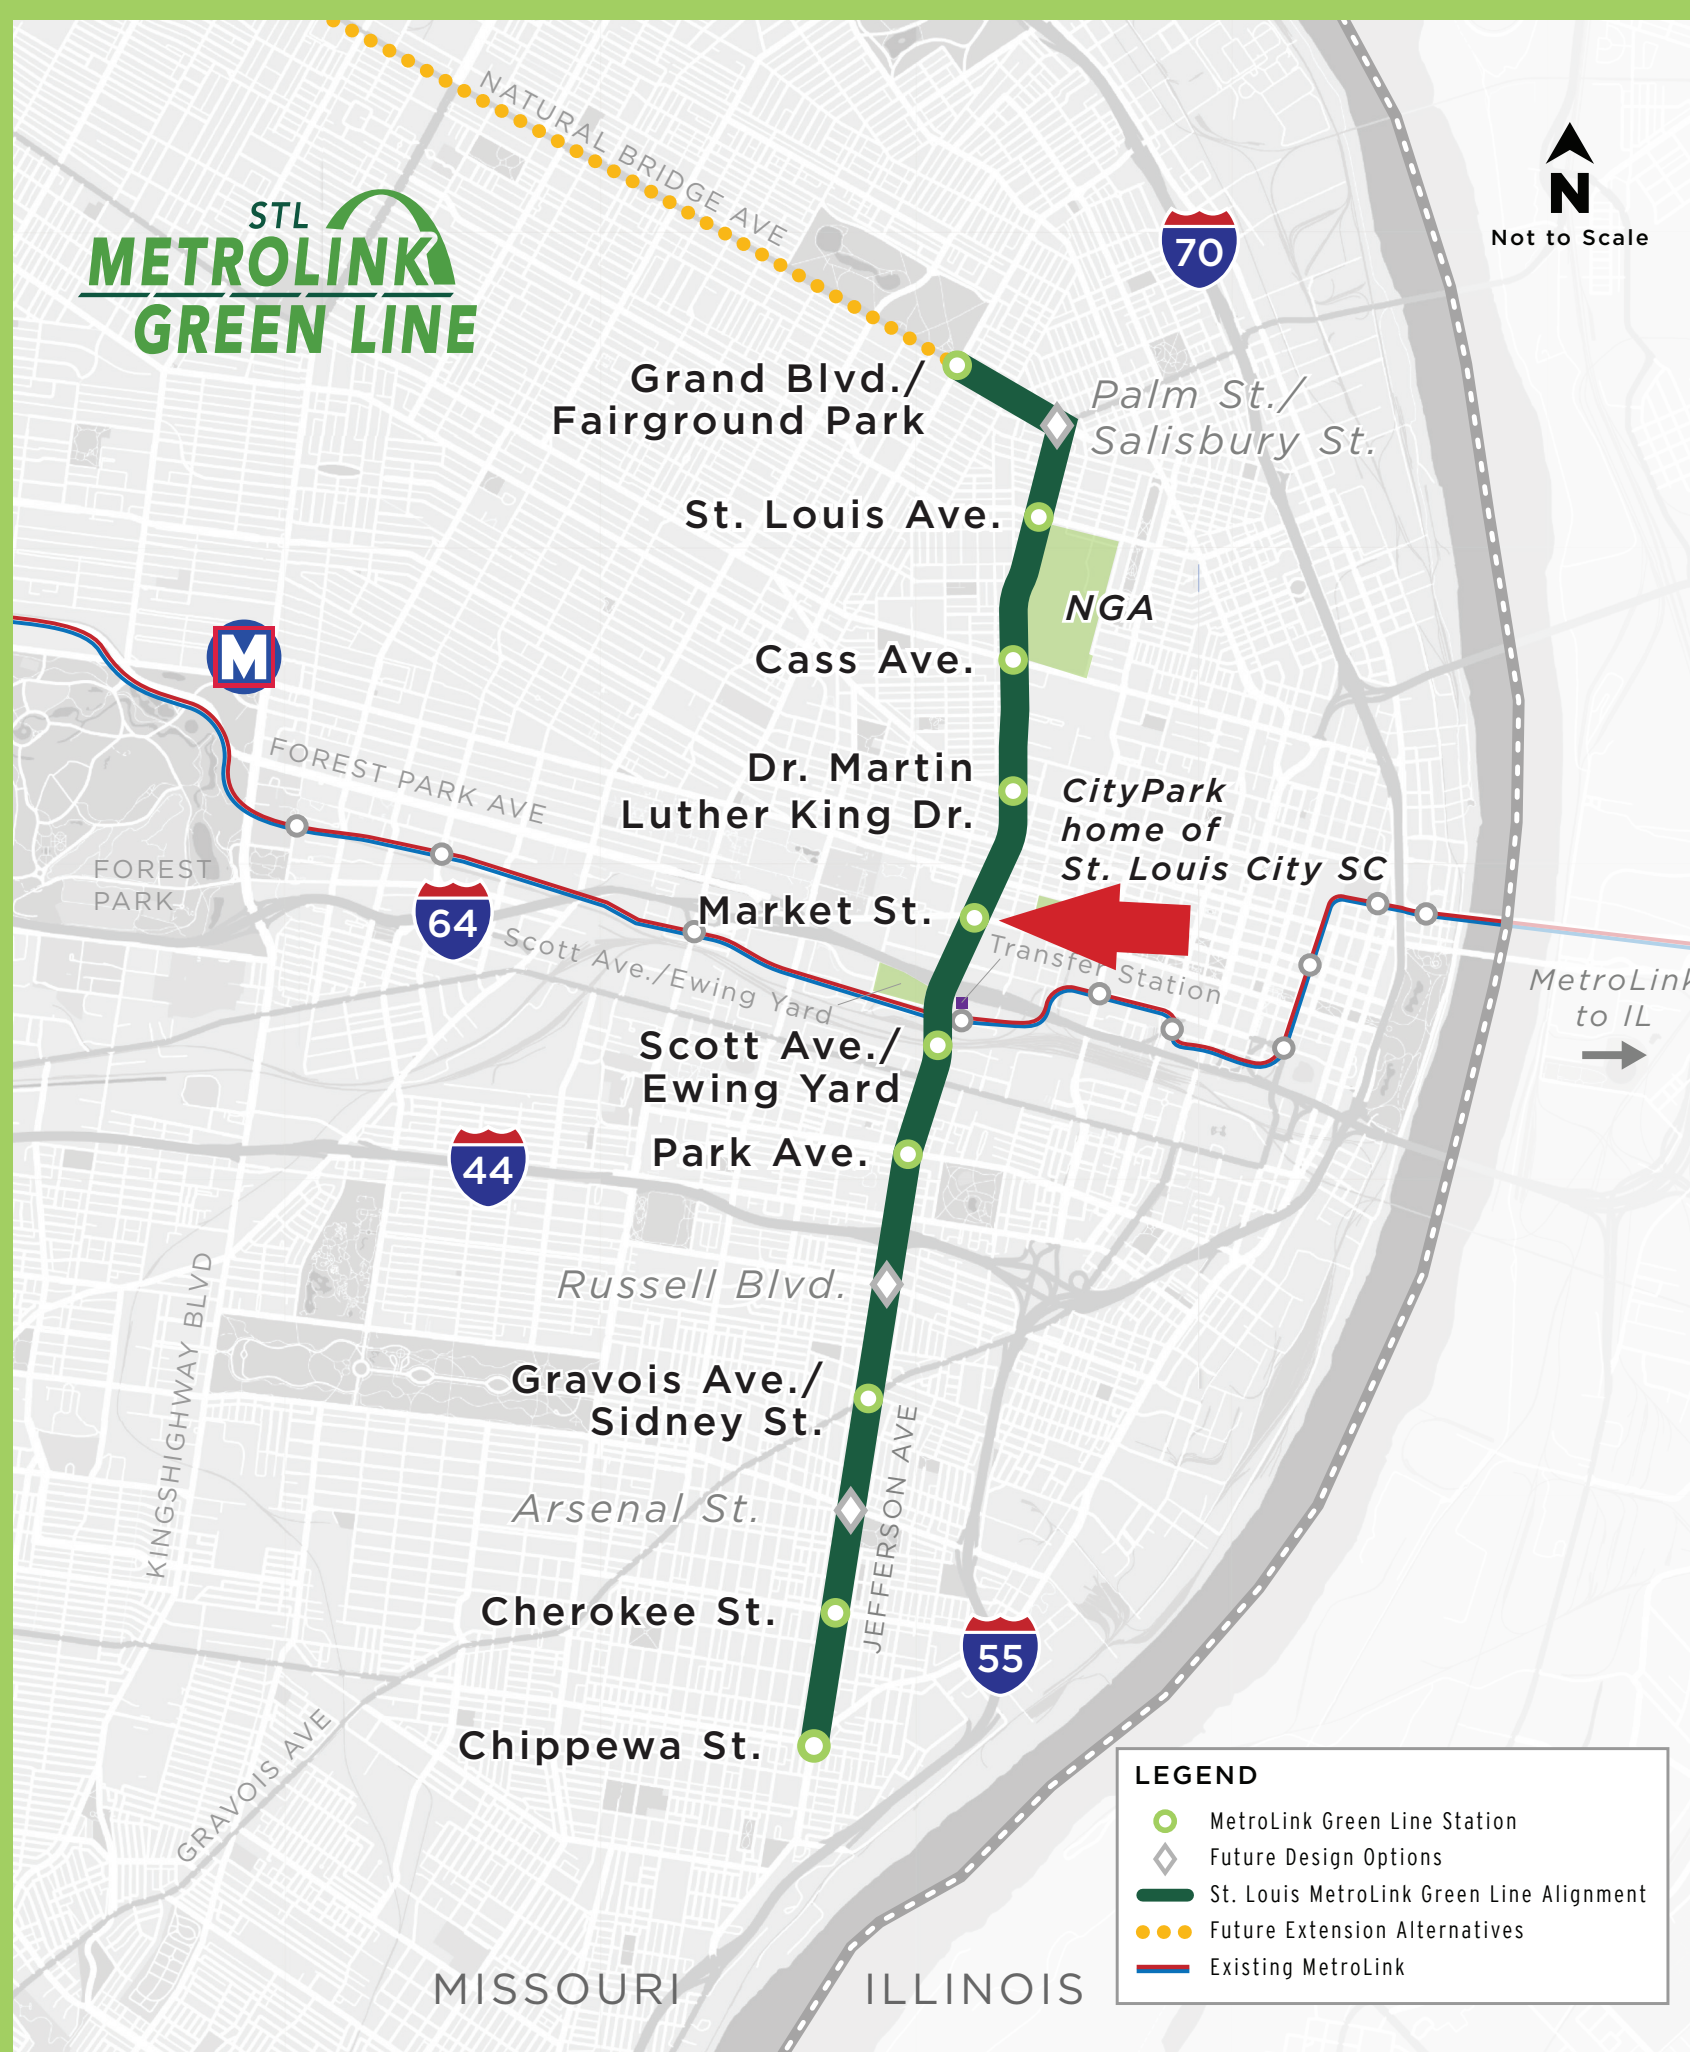 NATURAL BRIDGE AVE
N
Not to Scale
STL
METROLINK
GREEN LINE
70
Grand Blvd./
Fairground Park
Palm St./
Salisbury St.
St. Louis Ave.
NGA
M
Cass Ave.
FOREST PARK AVE
Dr. Martin
Luther King Dr.
CityPark
home of
St. Louis City SC
FOREST
PARK
64
Market St.
Scott Ave./Ewing Yard
Transfer Station
MetroLink
to IL
Scott Ave./
Ewing Yard
44
Park Ave.
Russell Blvd.
KINGSHIGHWAY BLVD
Gravois Ave./
Sidney St.
JEFFERSON AVE
Arsenal St.
Cherokee St.
55
Chippewa St.
GRAVOIS AVE
LEGEND
MetroLink Green Line Station
Future Design Options
St. Louis MetroLink Green Line Alignment
Future Extension Alternatives
Existing MetroLink
MISSOURI
ILLINOIS